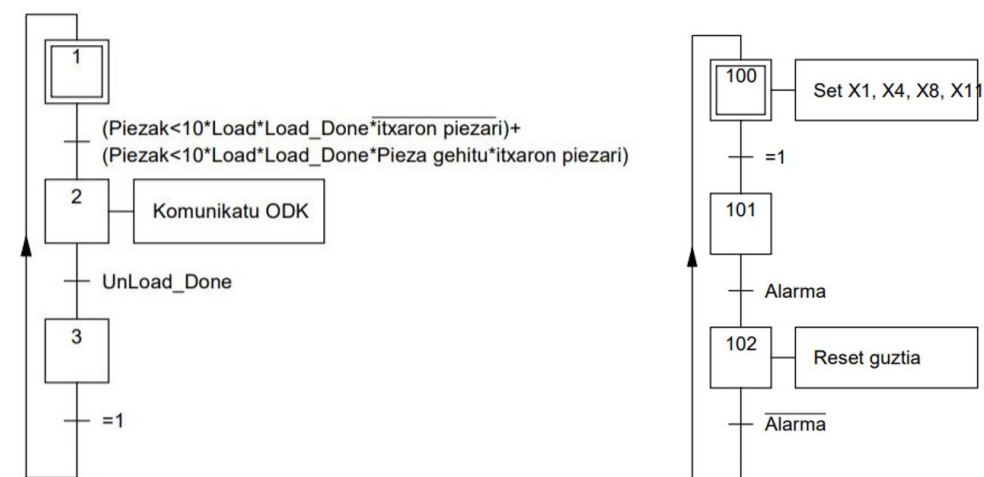 1
(Piezak<10*Load*Load_Done*itxaron piezari)+
(Piezak<10*Load*Load_Done*Pieza gehitu*itxaron piezari)
2
Komunikatu ODK
UnLoad_Done
3
=1
100
Set X1, X4, X8, X11
=1
101
Alarma
102
Reset guztia
Alarma